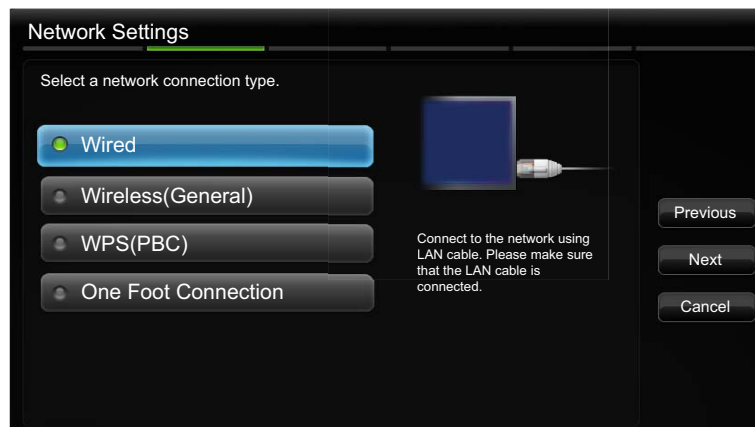 Network Settings
Select a network connection type.
Wired
Wireless(General)
WPS(PBC)
One Foot Connection
Connect to the network using
LAN cable. Please make sure
that the LAN cable is
connected.
Previous
Next
Cancel